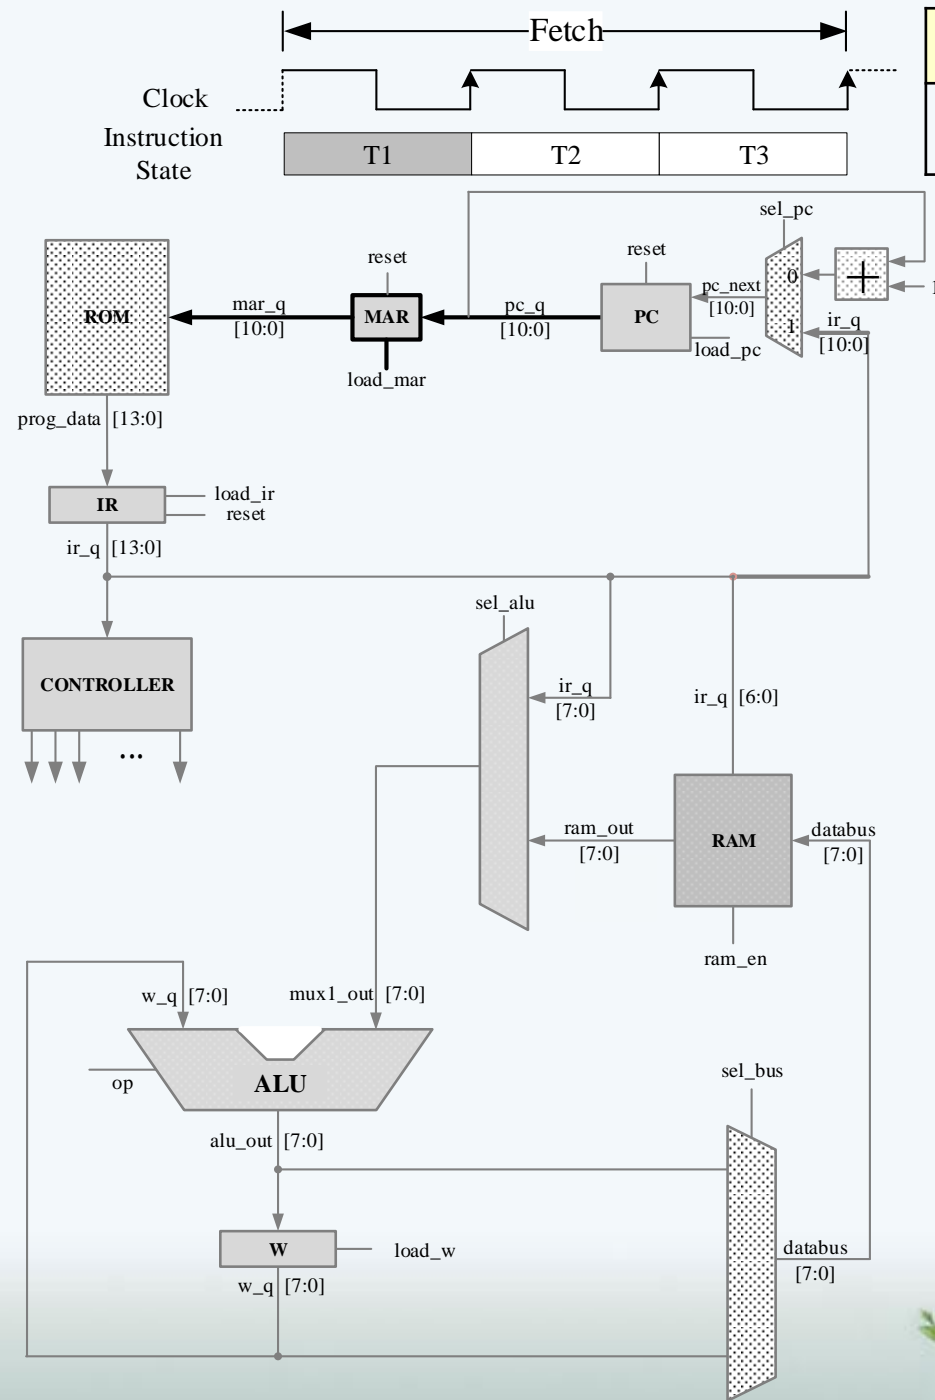 Fetch
Clock
Instruction
State
T1
T2
T3
sel_pc
reset
reset
ROM
mar_q
[10:0]
MAR
pc_q
[10:0]
PC
pc_next
[10:0]
0
+
1
ir_q
[10:0]
load_mar
load_pc
prog_data [13:0]
IR
load_ir
reset
ir_q [13:0]
sel_alu
CONTROLLER
...
ir_q
[7:0]
ir_q [6:0]
ram_out
[7:0]
RAM
databus
[7:0]
ram_en
w_q [7:0]
mux1_out [7:0]
op
ALU
sel_bus
alu_out [7:0]
W
load_w
w_q [7:0]
databus
[7:0]